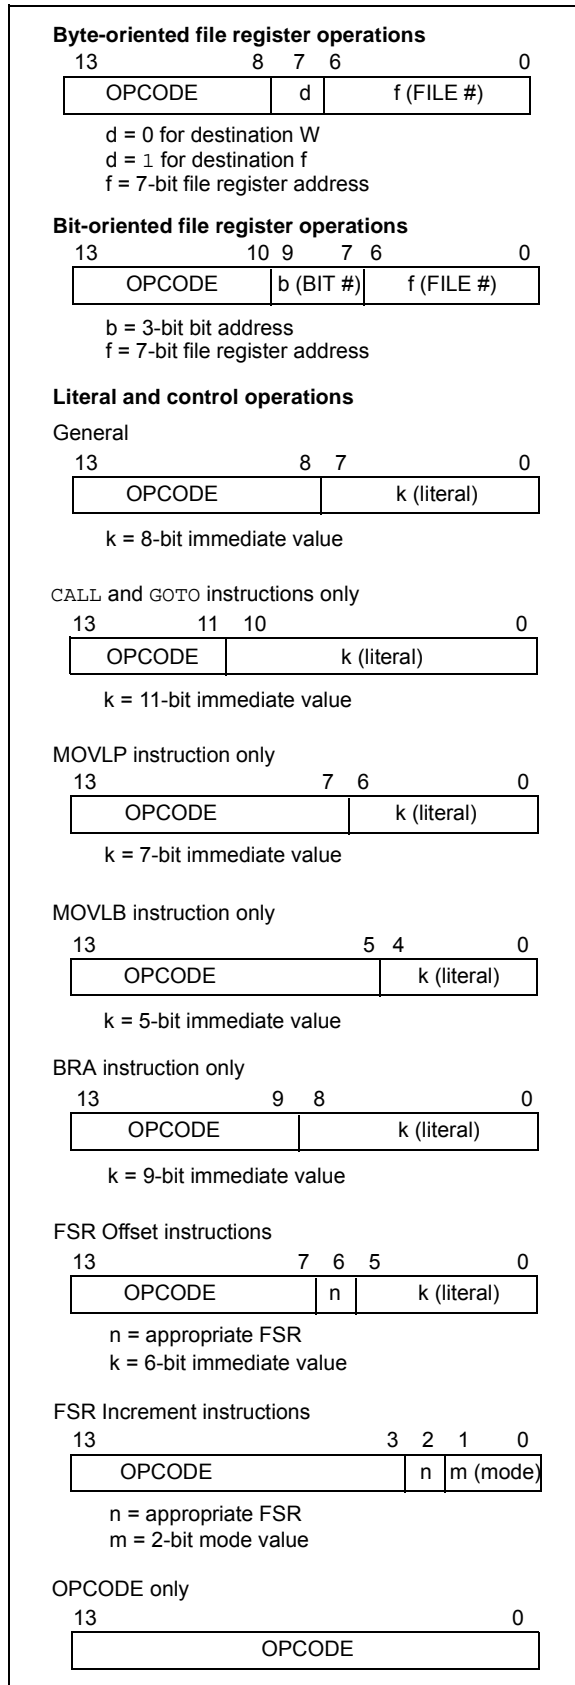 Byte-oriented file register operations
13 8 7 6 0
OPCODE d f (FILE #)
d = 0 for destination W
d = 1 for destination f
f = 7-bit file register address
Bit-oriented file register operations
13 10 9 7 6 0
OPCODE b (BIT #) f (FILE #)
b = 3-bit bit address
f = 7-bit file register address
Literal and control operations
General
13 8 7 0
OPCODE k (literal)
k = 8-bit immediate value
CALL and GOTO instructions only
13 11 10 0
OPCODE k (literal)
k = 11-bit immediate value
MOVLP instruction only
13 7 6 0
OPCODE k (literal)
k = 7-bit immediate value
MOVLB instruction only
13 5 4 0
OPCODE k (literal)
k = 5-bit immediate value
BRA instruction only
13 9 8 0
OPCODE k (literal)
k = 9-bit immediate value
FSR Offset instructions
13 7 6 5 0
OPCODE n k (literal)
n = appropriate FSR
k = 6-bit immediate value
FSR Increment instructions
13 3 2 1 0
OPCODE n m (mode)
n = appropriate FSR
m = 2-bit mode value
OPCODE only
13 0
OPCODE